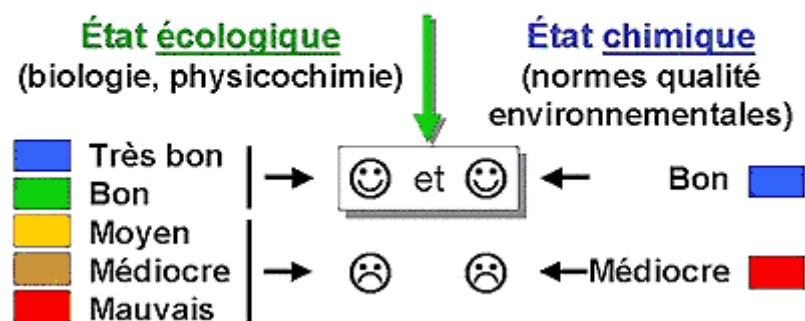 État écologique
(biologie, physicochimie)
État chimique
(normes qualité
environnementales)
Très bon
Bon
Moyen
Médiocre
Mauvais
et
Bon
Médiocre